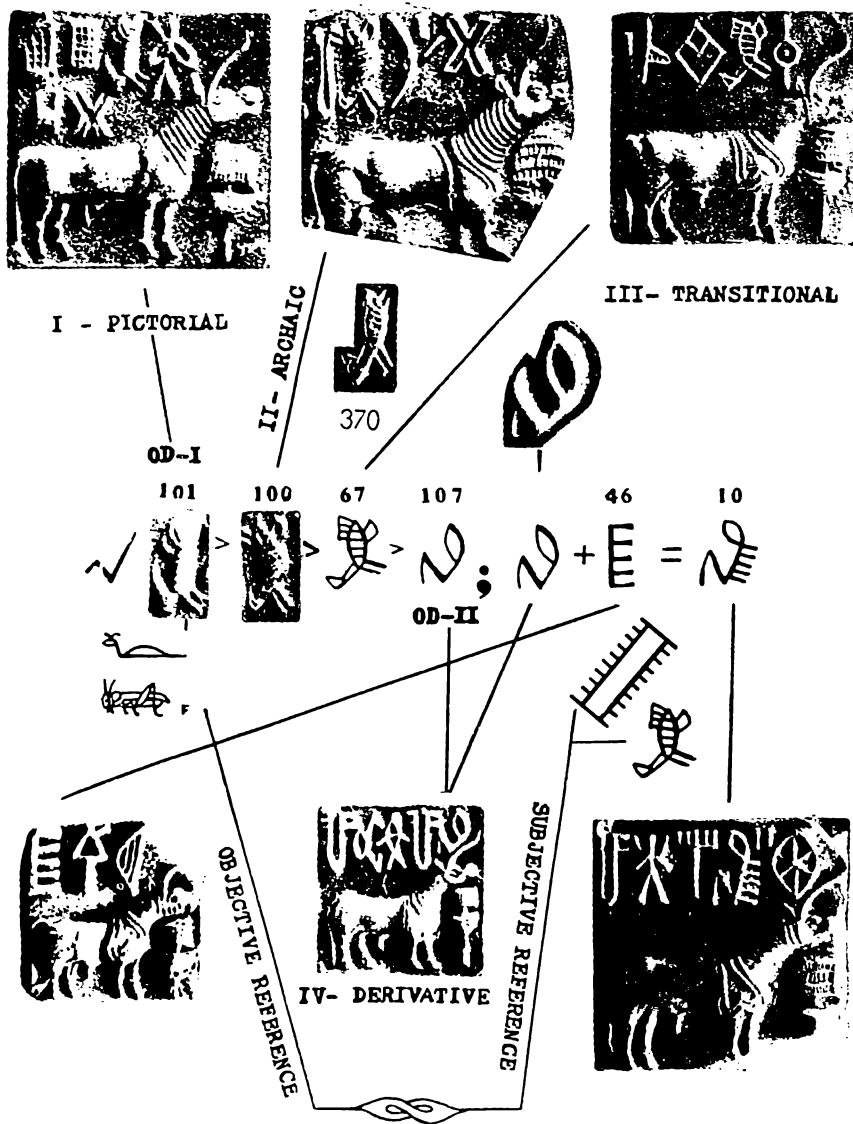 I - PICTORIAL
II- ARCHAIC
III- TRANSITIONAL
370
OD-I
101 100 67 107 46 10
> > > ; + =
OD-II
OBJECTIVE REFERENCE
SUBJECTIVE REFERENCE
IV- DERIVATIVE